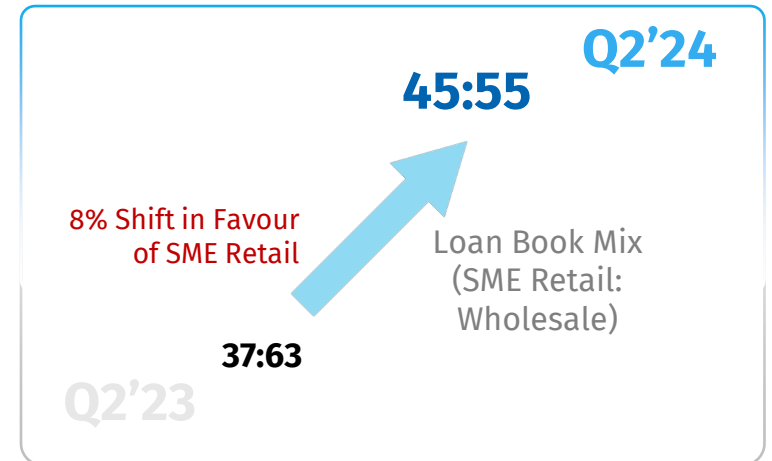 Q2’24
45:55
8% Shift in Favour
of SME Retail
Loan Book Mix
(SME Retail:
Wholesale)
37:63
Q2’23